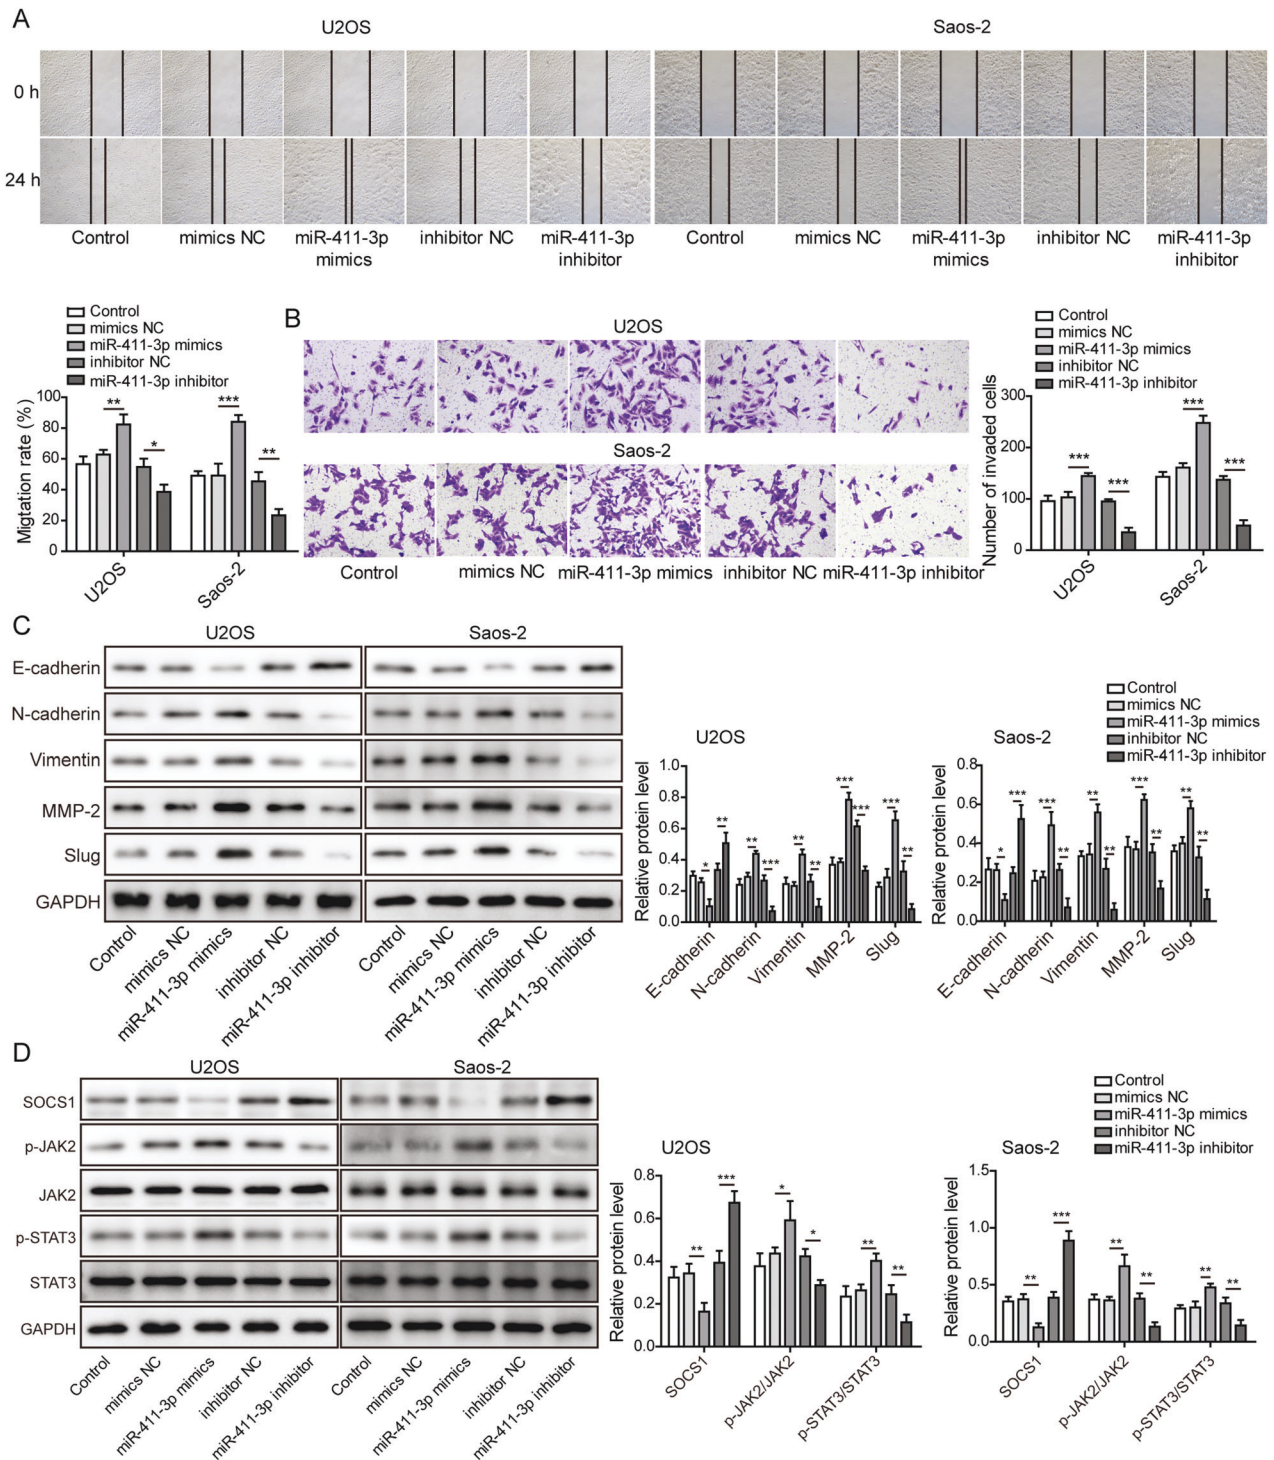 A
U2OS
Saos-2
0 h
24 h
Control
mimics NC
miR-411-3p
mimics
inhibitor NC
miR-411-3p
inhibitor
Control
mimics NC
miR-411-3p
mimics
inhibitor NC
miR-411-3p
inhibitor
Control
mimics NC
miR-411-3p mimics
inhibitor NC
miR-411-3p inhibitor
Migtation rate (%)
100
80
60
40
20
0
**
*
***
**
U2OS
Saos-2
B
U2OS
Saos-2
Control
mimics NC
miR-411-3p mimics
inhibitor NC
miR-411-3p inhibitor
Control
mimics NC
miR-411-3p mimics
inhibitor NC
miR-411-3p inhibitor
Number of invaded cells
300
200
100
0
***
***
***
***
U2OS
Saos-2
C
U2OS
Saos-2
E-cadherin
N-cadherin
Vimentin
MMP-2
Slug
GAPDH
Control
mimics NC
miR-411-3p mimics
inhibitor NC
miR-411-3p inhibitor
Control
mimics NC
miR-411-3p mimics
inhibitor NC
miR-411-3p inhibitor
U2OS
Relative protein level
1.0
0.8
0.6
0.4
0.2
0.0
*
**
**
***
**
**
***
***
***
**
E-cadherin
N-cadherin
Vimentin
MMP-2
Slug
Control
mimics NC
miR-411-3p mimics
inhibitor NC
miR-411-3p inhibitor
Saos-2
Relative protein level
0.8
0.6
0.4
0.2
0.0
*
***
***
**
**
**
***
**
**
**
E-cadherin
N-cadherin
Vimentin
MMP-2
Slug
D
U2OS
Saos-2
SOCS1
p-JAK2
JAK2
p-STAT3
STAT3
GAPDH
Control
mimics NC
miR-411-3p mimics
inhibitor NC
miR-411-3p inhibitor
Control
mimics NC
miR-411-3p mimics
inhibitor NC
miR-411-3p inhibitor
U2OS
Relative protein level
0.8
0.6
0.4
0.2
0.0
**
***
*
*
**
**
SOCS1
p-JAK2/JAK2
p-STAT3/STAT3
Control
mimics NC
miR-411-3p mimics
inhibitor NC
miR-411-3p inhibitor
Saos-2
Relative protein level
1.5
1.0
0.5
0.0
**
***
**
**
**
**
SOCS1
p-JAK2/JAK2
p-STAT3/STAT3